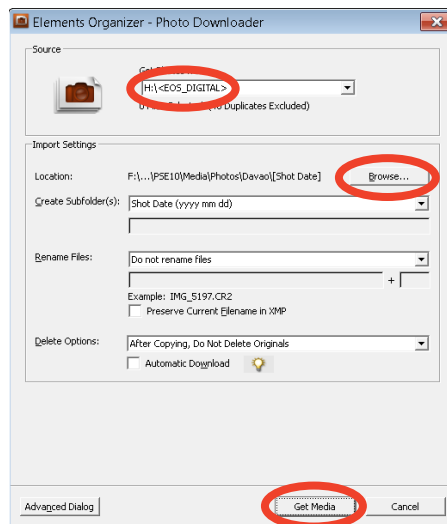 Elements Organizer - Photo Downloader
Source
H:\<EOS_DIGITAL>
Duplicates Excluded)
Import Settings
Location: F:\...\PSE10\Media\Photos\Davao\[Shot Date] Browse...
Create Subfolder(s): Shot Date (yyyy mm dd)
Rename Files: Do not rename files
+
Example: IMG_5197.CR2
Preserve Current Filename in XMP
Delete Options: After Copying, Do Not Delete Originals
Automatic Download
Advanced Dialog Get Media Cancel